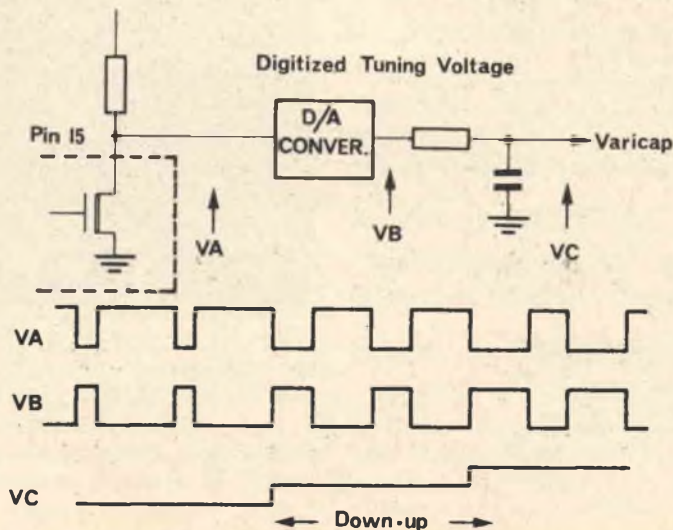 Digitized Tuning Voltage
Pin 15
D/A
CONVER.
Varicap
VA
VB
VC
VA
VB
VC
Down-up